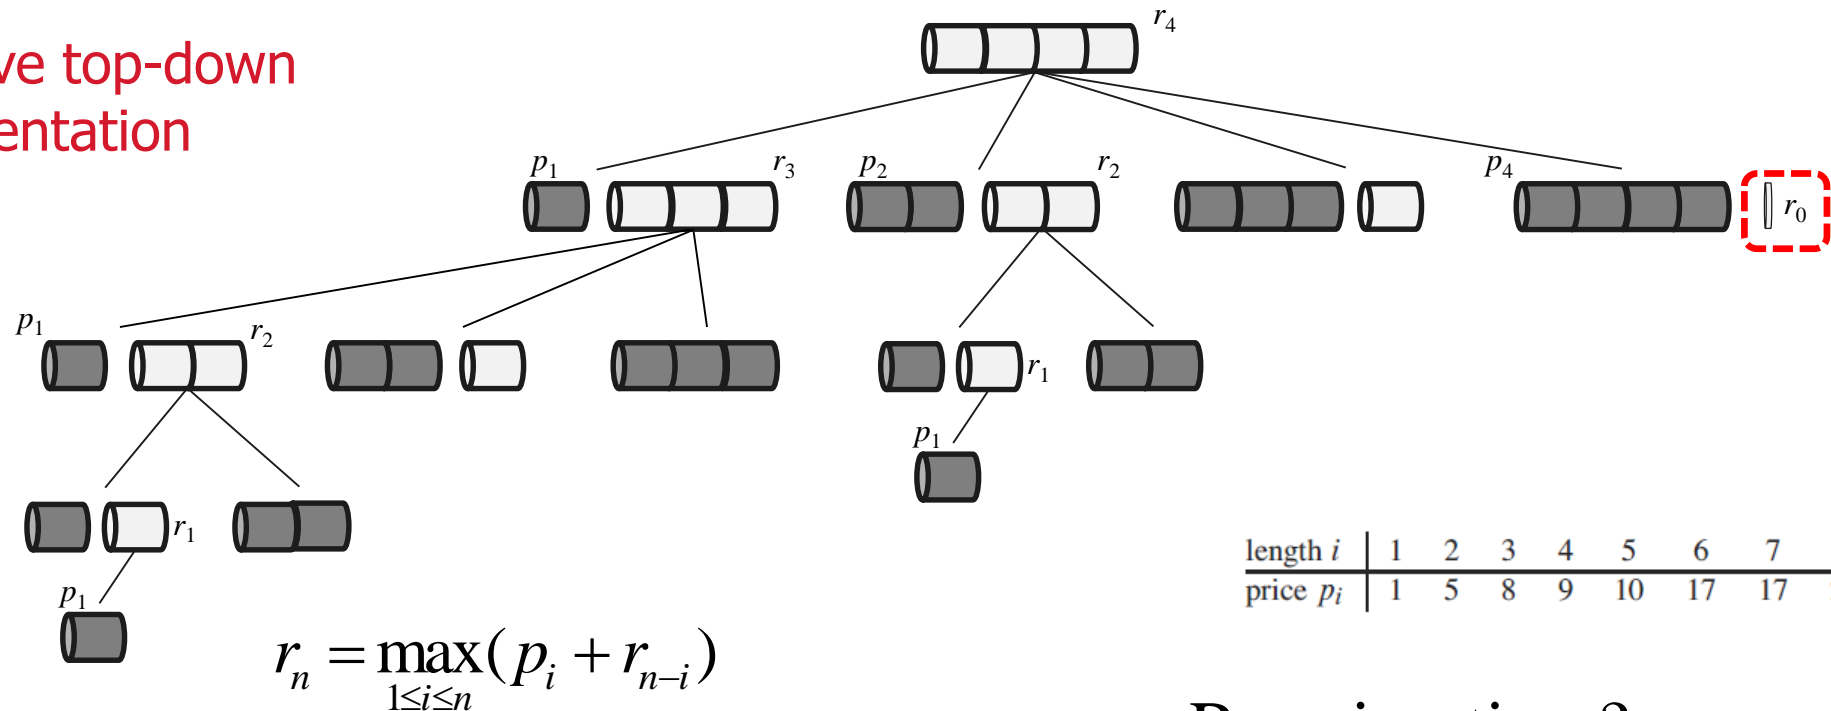 ve top-down
entation
r4
p1 r3 p2 r2 p4 r0
p1 r2 r1
p1
r1
p1
length i 1 2 3 4 5 6 7
price pi 1 5 8 9 10 17 17
rn = max(pi + rn−i)
1≤i≤n